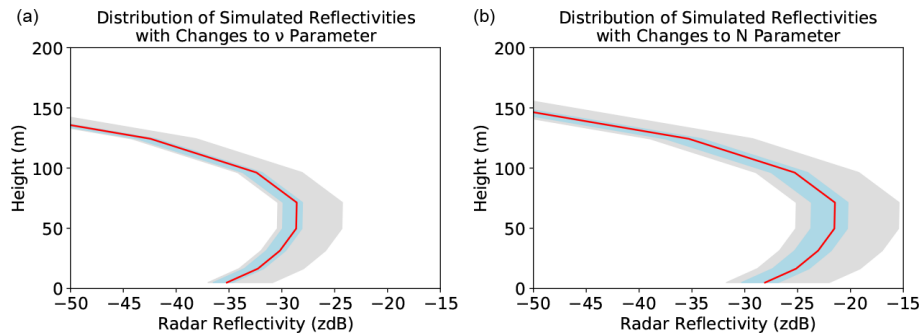 (a)
Distribution of Simulated Reflectivities
with Changes to ν Parameter
200
150
100
50
0
Height (m)
−50 −45 −40 −35 −30 −25 −20 −15
Radar Reflectivity (zdB)
(b)
Distribution of Simulated Reflectivities
with Changes to N Parameter
200
150
100
50
0
Height (m)
−50 −45 −40 −35 −30 −25 −20 −15
Radar Reflectivity (zdB)